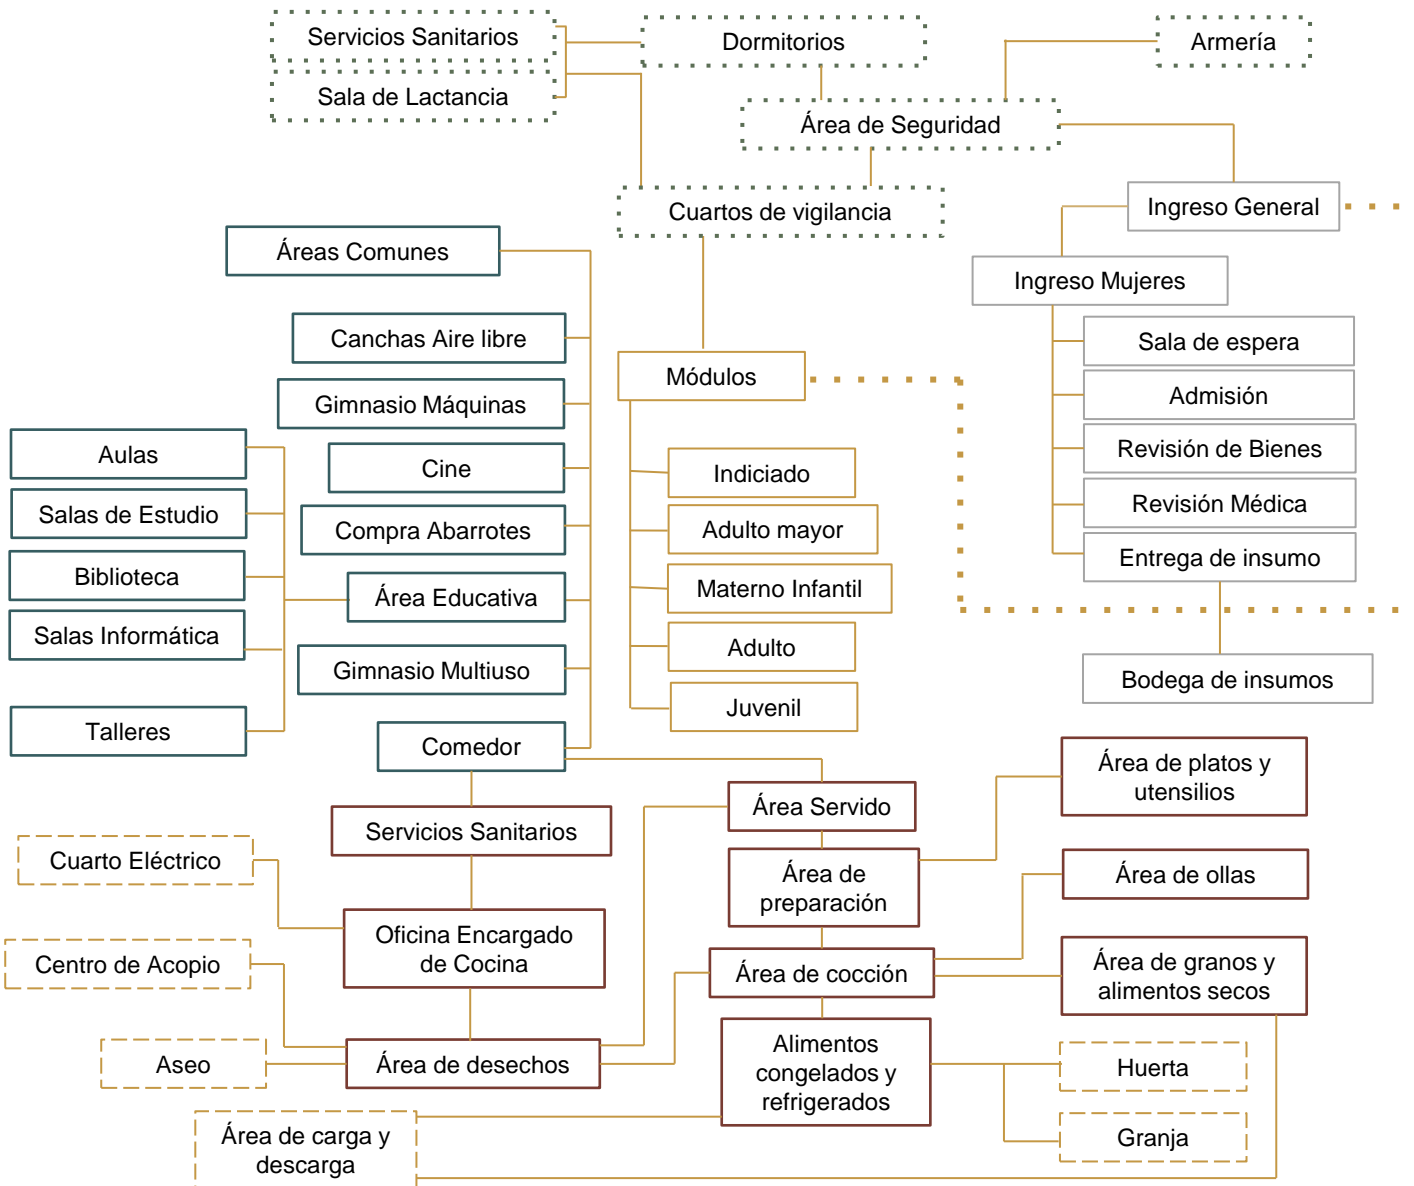 Servicios Sanitarios
Dormitorios
Armería
Sala de Lactancia
Área de Seguridad
Cuartos de vigilancia
Ingreso General
Áreas Comunes
Ingreso Mujeres
Canchas Aire libre
Sala de espera
Módulos
Gimnasio Máquinas
Admisión
Aulas
Cine
Indiciado
Revisión de Bienes
Salas de Estudio
Compra Abarrotes
Adulto mayor
Revisión Médica
Biblioteca
Área Educativa
Materno Infantil
Entrega de insumo
Salas Informática
Gimnasio Multiuso
Adulto
Bodega de insumos
Talleres
Comedor
Juvenil
Área de platos y
utensilios
Área Servido
Servicios Sanitarios
Cuarto Eléctrico
Área de
preparación
Área de ollas
Oficina Encargado
de Cocina
Centro de Acopio
Área de cocción
Área de granos y
alimentos secos
Aseo
Área de desechos
Alimentos
congelados y
refrigerados
Huerta
Área de carga y
descarga
Granja